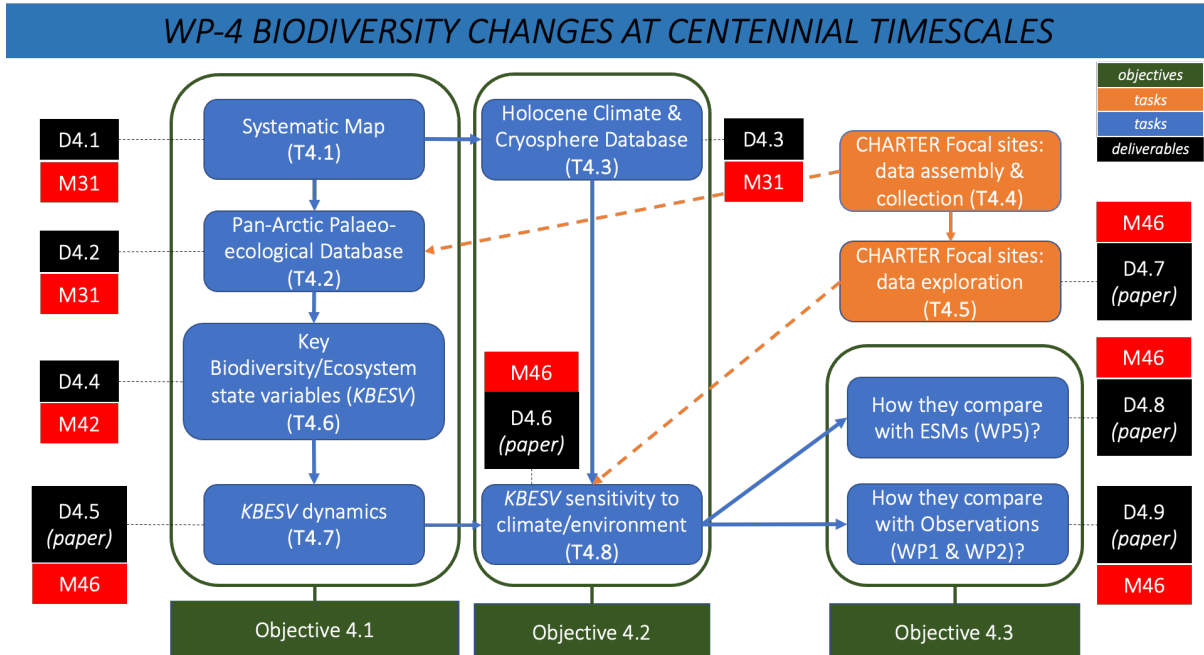 WP-4 BIODIVERSITY CHANGES AT CENTENNIAL TIMESCALES
objectives
tasks
tasks
deliverables
D4.1
M31
Systematic Map
(T4.1)
Holocene Climate &
Cryosphere Database
(T4.3)
D4.3
M31
CHARTER Focal sites:
data assembly &
collection (T4.4)
D4.2
M31
Pan-Arctic Palaeo-
ecological Database
(T4.2)
CHARTER Focal sites:
data exploration
(T4.5)
M46
D4.7
(paper)
D4.4
M42
Key
Biodiversity/Ecosystem
state variables (KBESV)
(T4.6)
M46
D4.6
(paper)
How they compare
with ESMs (WP5)?
M46
D4.8
(paper)
D4.5
(paper)
M46
KBESV dynamics
(T4.7)
KBESV sensitivity to
climate/environment
(T4.8)
How they compare
with Observations
(WP1 & WP2)?
D4.9
(paper)
M46
Objective 4.1
Objective 4.2
Objective 4.3